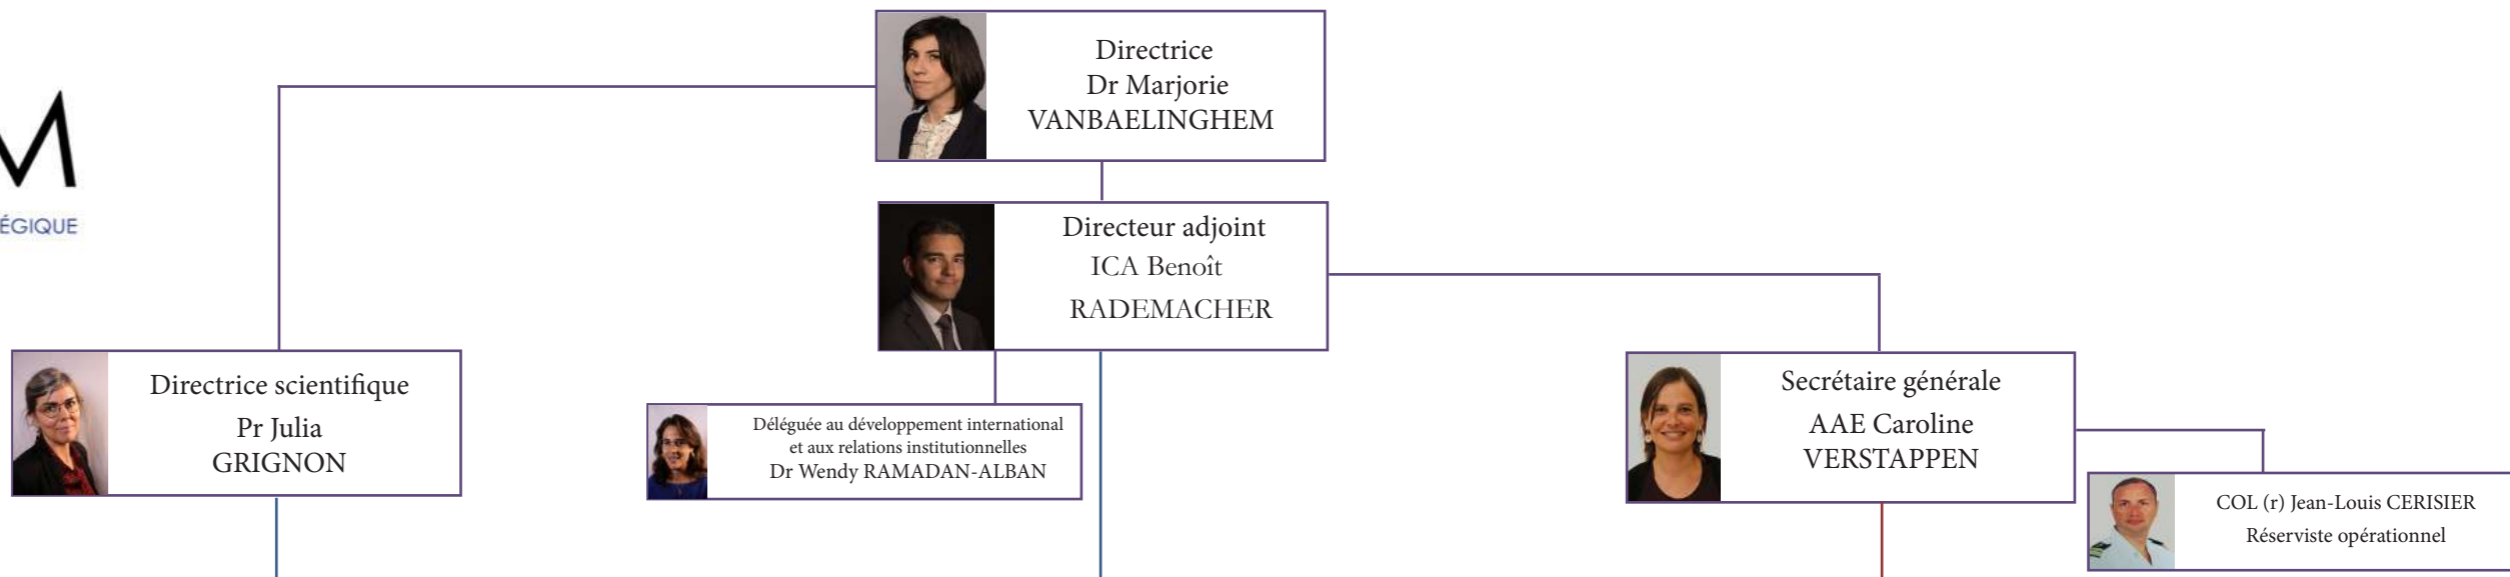 M
ÉGIQUE
Directrice
Dr Marjorie
VANBAELINGHEM
Directeur adjoint
ICA Benoît
RADEMACHER
Directrice scientifique
Pr Julia
GRIGNON
Déléguée au développement international
et aux relations institutionnelles
Dr Wendy RAMADAN-ALBAN
Secrétaire générale
AAE Caroline
VERSTAPPEN
COL (r) Jean-Louis CERISIER
Réserviste opérationnel